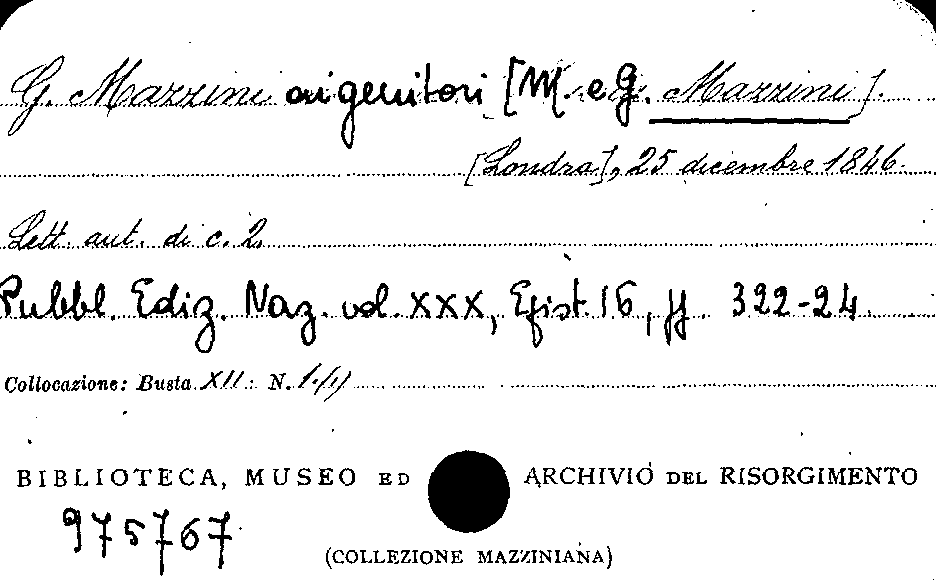 G. Mazzini ai genitori [M. e G. Mazzini].
[Londra], 25 dicembre 1846.
Lett. aut. di c. 2.
Pubbl. Ediz. Naz. vol. XXX, Epist. 16, pp. 322-24.
Collocazione: Busta XII: N. 1/1)
BIBLIOTECA, MUSEO ED ARCHIVIO DEL RISORGIMENTO
975767
(COLLEZIONE MAZZINIANA)